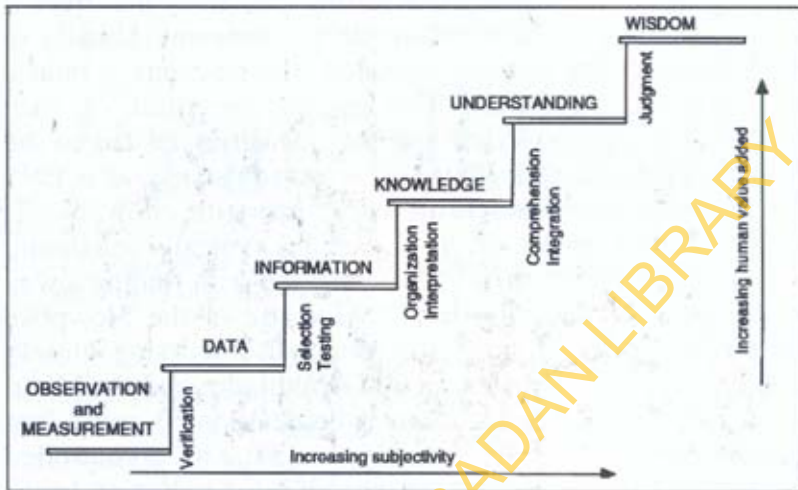 WISDOM
Judgment
UNDERSTANDING
Comprehension
Integration
KNOWLEDGE
Organization
Interpretation
INFORMATION
Selection
Testing
DATA
Verification
OBSERVATION
and
MEASUREMENT
Increasing subjectivity
Increasing human value added
ADAN LIBRARY